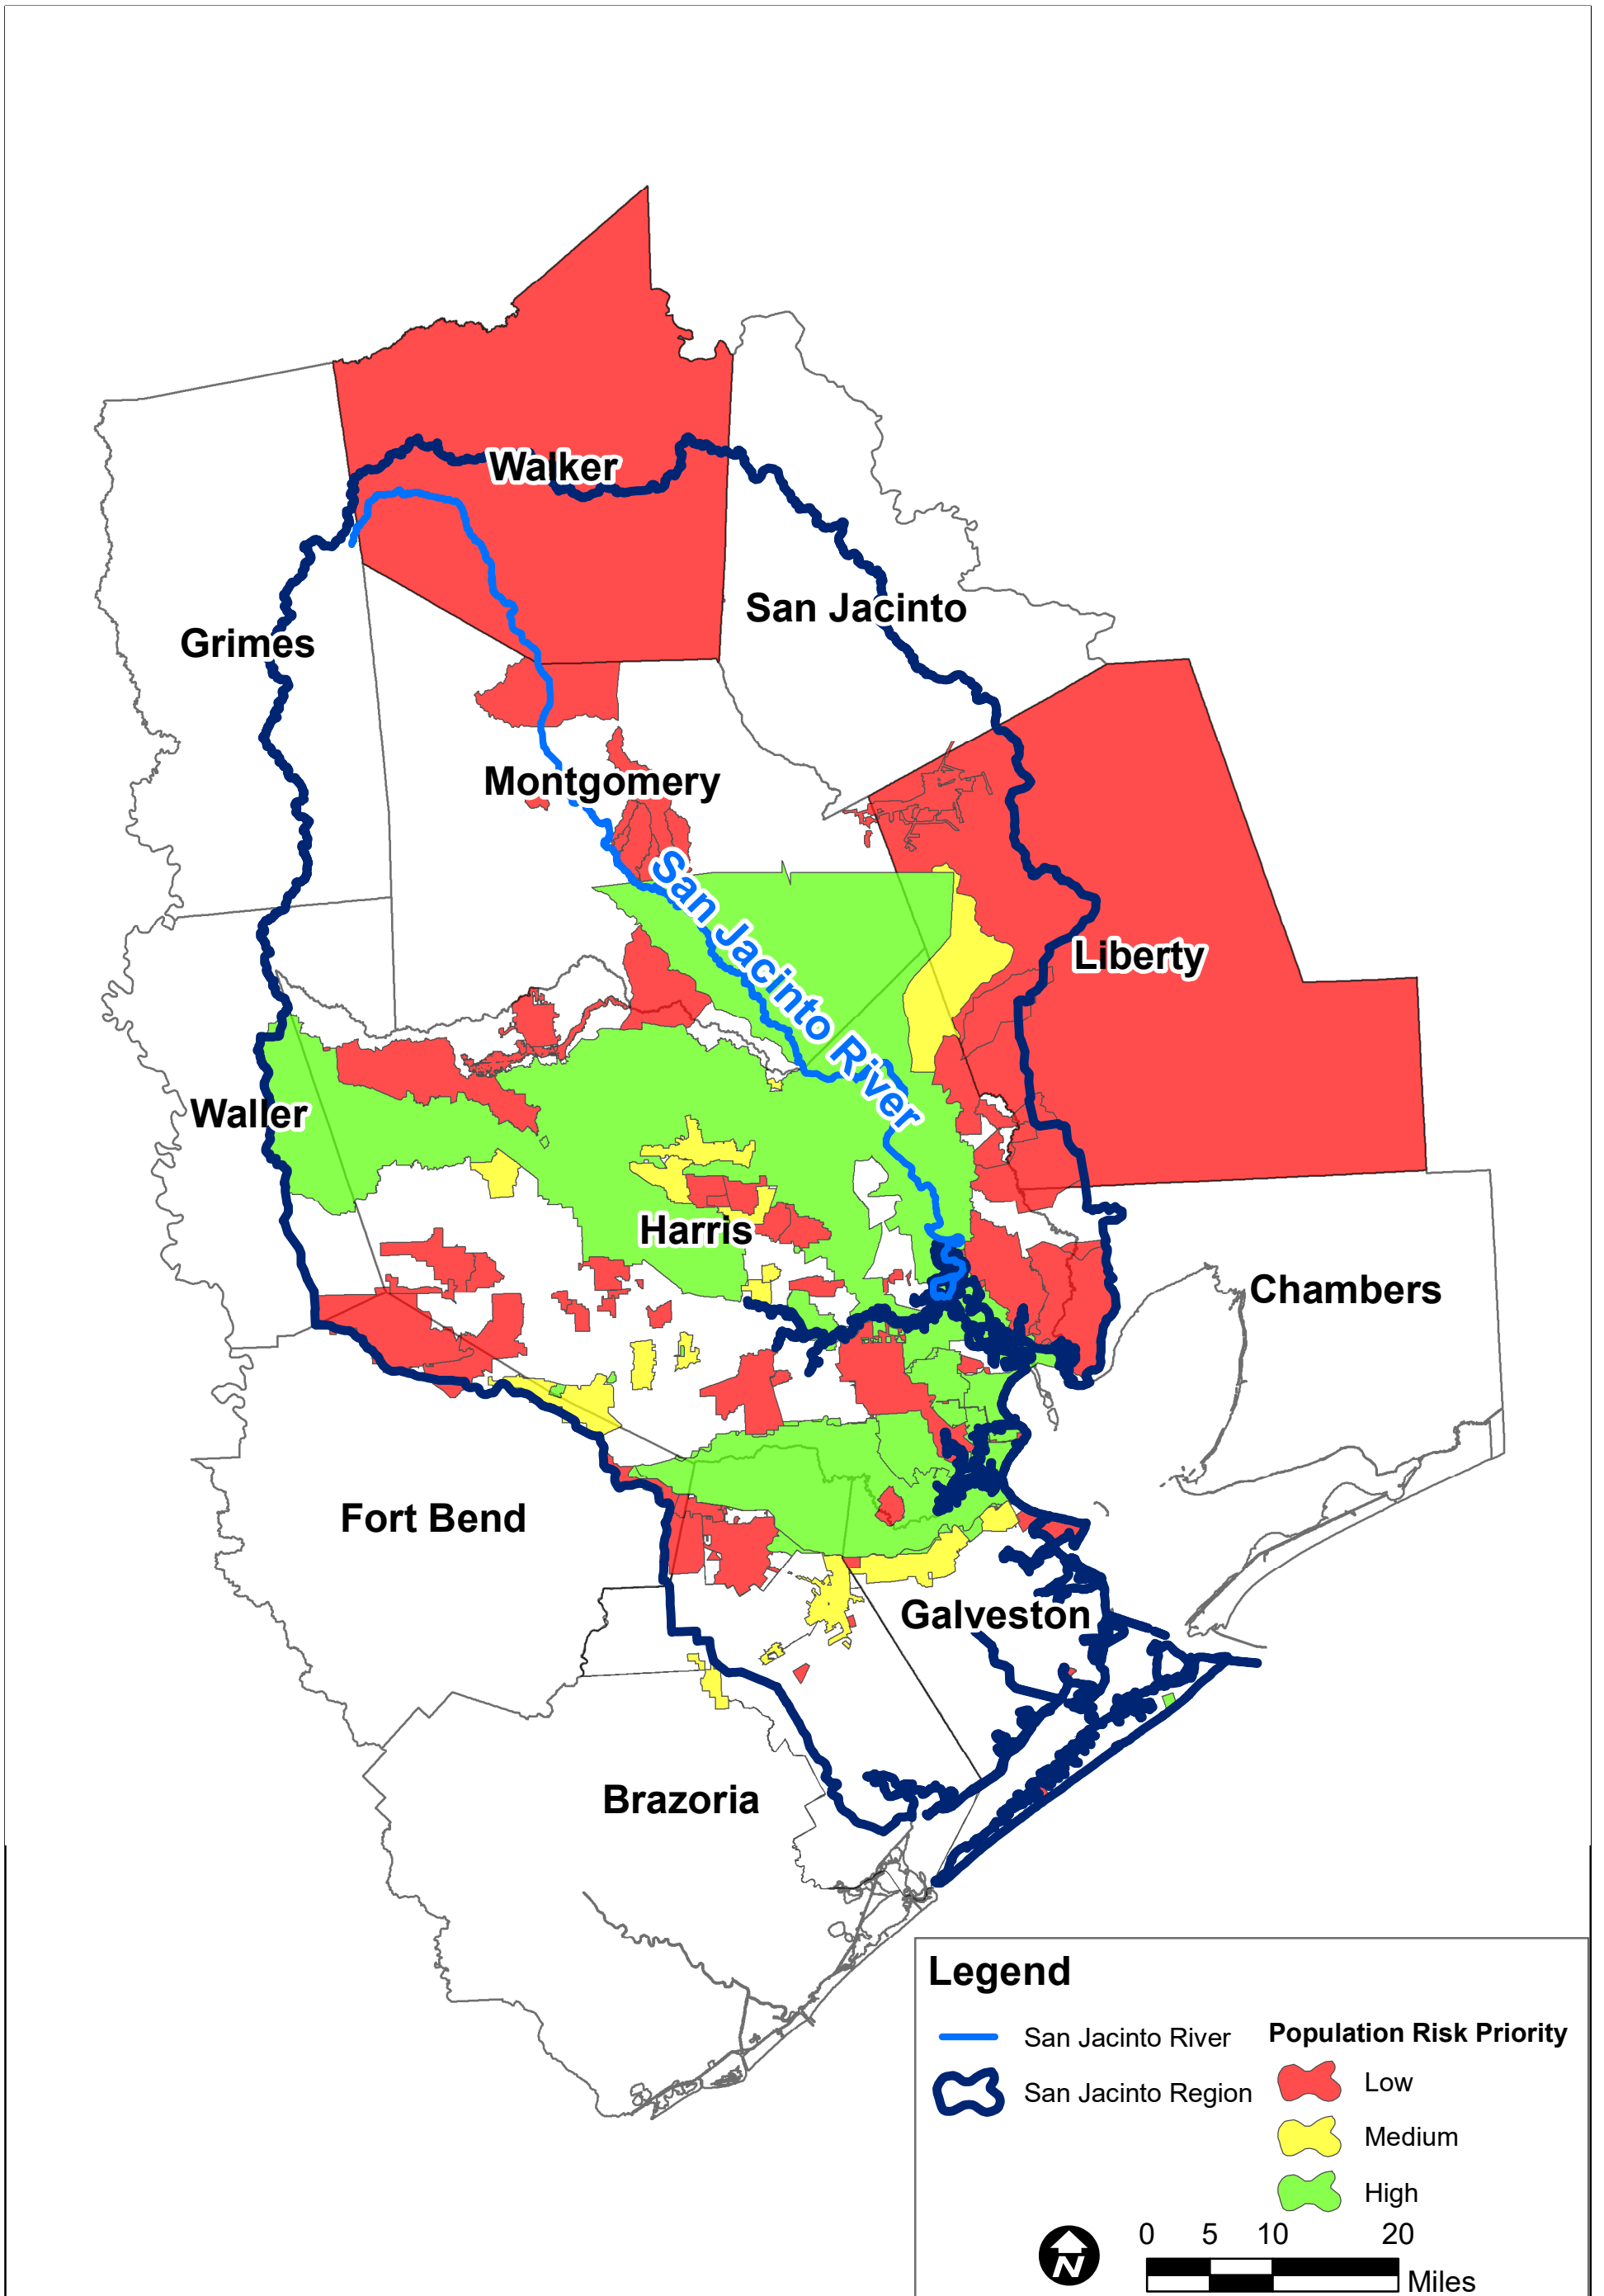 Walker
San Jacinto
Grimes
Montgomery
San Jacinto River
Liberty
Waller
Harris
Chambers
Fort Bend
Galveston
Brazoria
Legend
San Jacinto River
San Jacinto Region
Population Risk Priority
Low
Medium
High
N
0 5 10 20
Miles